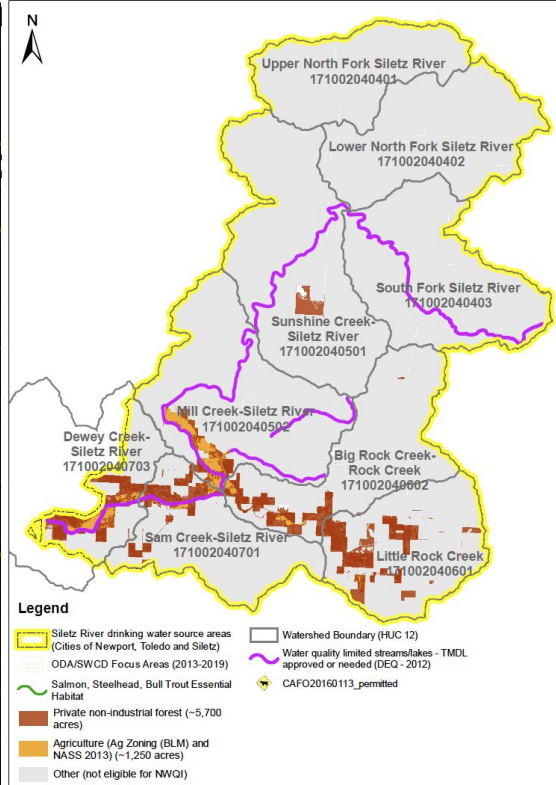 N
Upper North Fork Siletz River
171002040401
Lower North Fork Siletz River
171002040402
South Fork Siletz River
171002040403
Sunshine Creek-
Siletz River
171002040501
Mill Creek-Siletz River
171002040502
Dewey Creek-
Siletz River
171002040703
Big Rock Creek-
Rock Creek
171002040602
Sam Creek-Siletz River
171002040701
Little Rock Creek
171002040601
Legend
Siletz River drinking water source areas
(Cities of Newport, Toledo and Siletz)
ODA/SWCD Focus Areas (2013-2019)
Salmon, Steelhead, Bull Trout Essential
Habitat
Private non-industrial forest (~5,700
acres)
Agriculture (Ag Zoning (BLM) and
NASS 2013) (~1,250 acres)
Other (not eligible for NWQI)
Watershed Boundary (HUC 12)
Water quality limited streams/lakes - TMDL
approved or needed (DEQ - 2012)
CAFO20160113_permitted